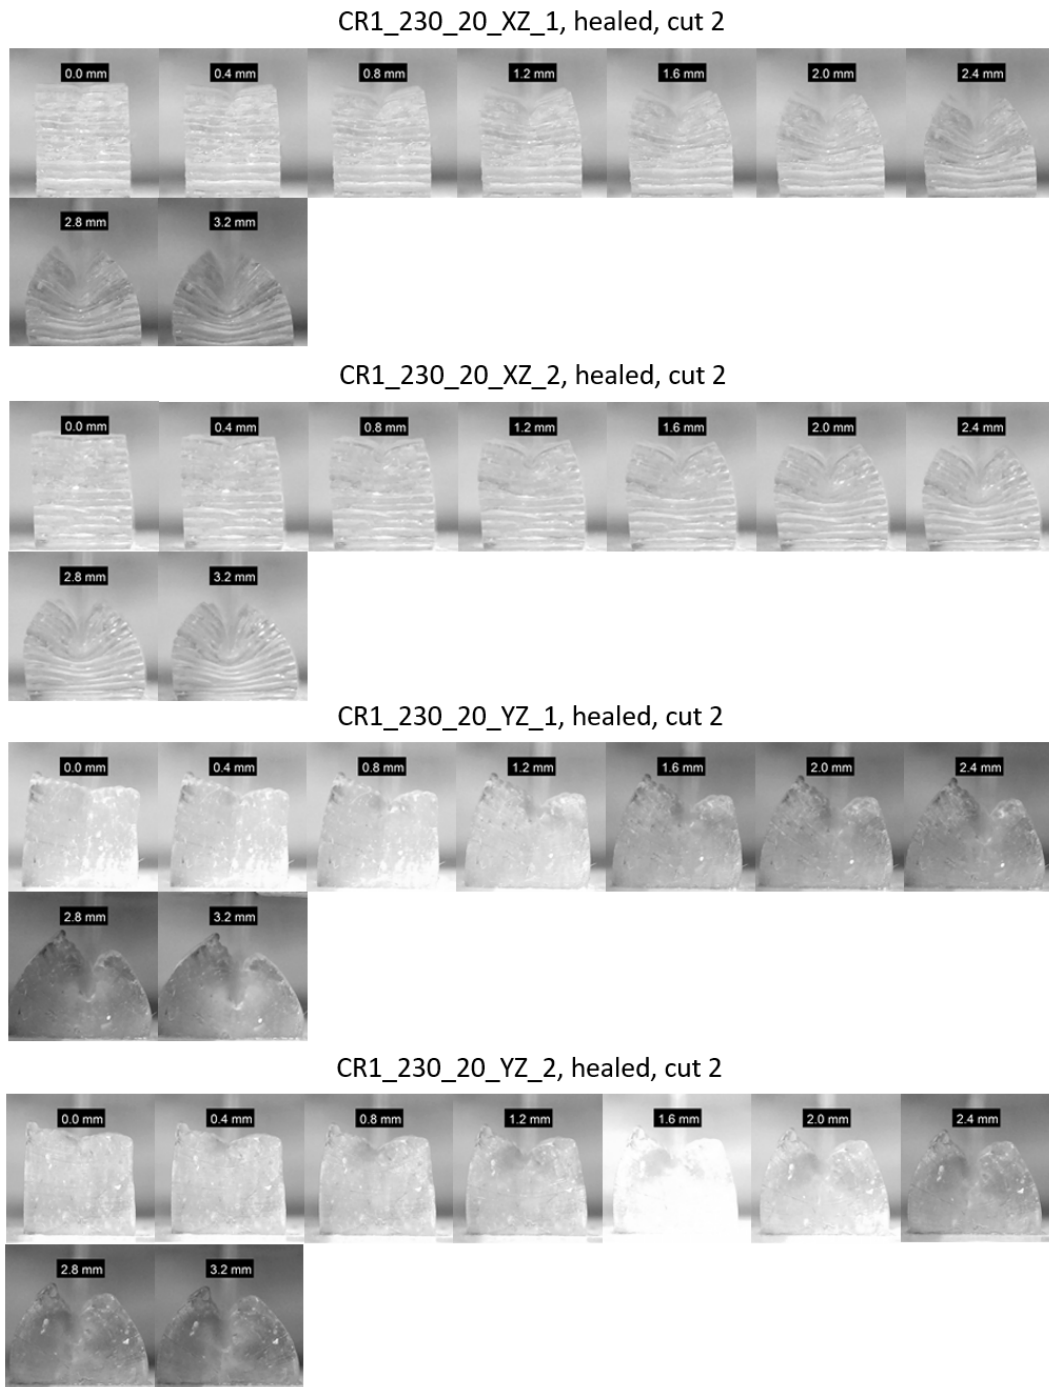 CR1_230_20_XZ_1, healed, cut 2
0.0 mm 0.4 mm 0.8 mm 1.2 mm 1.6 mm 2.0 mm 2.4 mm
2.8 mm 3.2 mm
CR1_230_20_XZ_2, healed, cut 2
0.0 mm 0.4 mm 0.8 mm 1.2 mm 1.6 mm 2.0 mm 2.4 mm
2.8 mm 3.2 mm
CR1_230_20_YZ_1, healed, cut 2
0.0 mm 0.4 mm 0.8 mm 1.2 mm 1.6 mm 2.0 mm 2.4 mm
2.8 mm 3.2 mm
CR1_230_20_YZ_2, healed, cut 2
0.0 mm 0.4 mm 0.8 mm 1.2 mm 1.6 mm 2.0 mm 2.4 mm
2.8 mm 3.2 mm